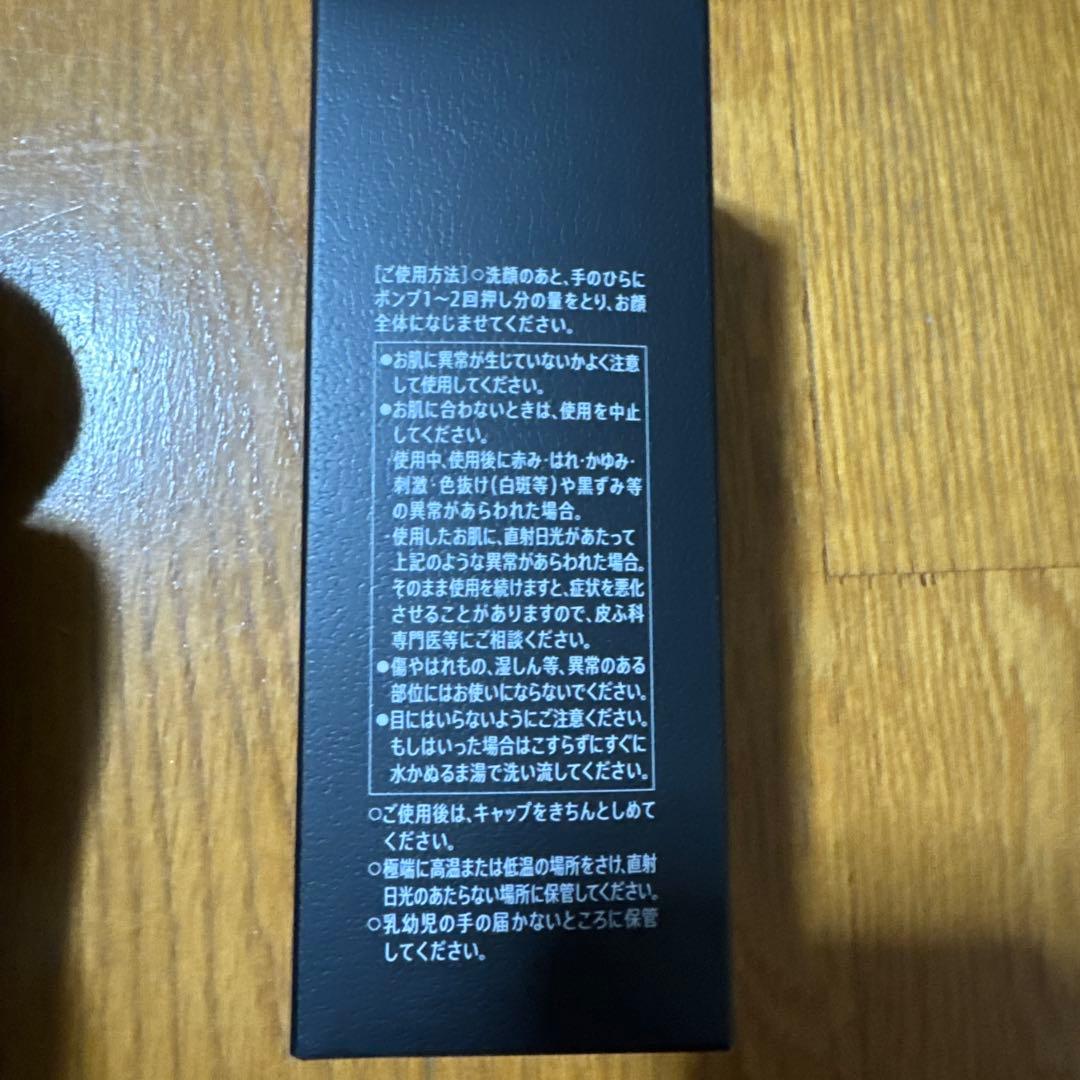 [ご使用方法]○洗顔のあと、手のひらに
ポンプ1～2回押し分の量をとり、お顔
全体になじませてください。
●お肌に異常が生じていないかよく注意
して使用してください。
●お肌に合わないときは、使用を中止
してください。
・使用中、使用後に赤み・はれ・かゆみ・
刺激・色抜け(白斑等)や黒ずみ等
の異常があらわれた場合。
・使用したお肌に、直射日光があたって
上記のような異常があらわれた場合。
そのまま使用を続けますと、症状を悪化
させることがありますので、皮ふ科
専門医等にご相談ください。
●傷やはれもの、湿しん等、異常のある
部位にはお使いにならないでください。
●目にはいらないようにご注意ください。
もしはいった場合はこすらずにすぐに
水かぬるま湯で洗い流してください。
○ご使用後は、キャップをきちんとしめて
ください。
○極端に高温または低温の場所をさけ、直射
日光のあたらない場所に保管してください。
○乳幼児の手の届かないところに保管
してください。